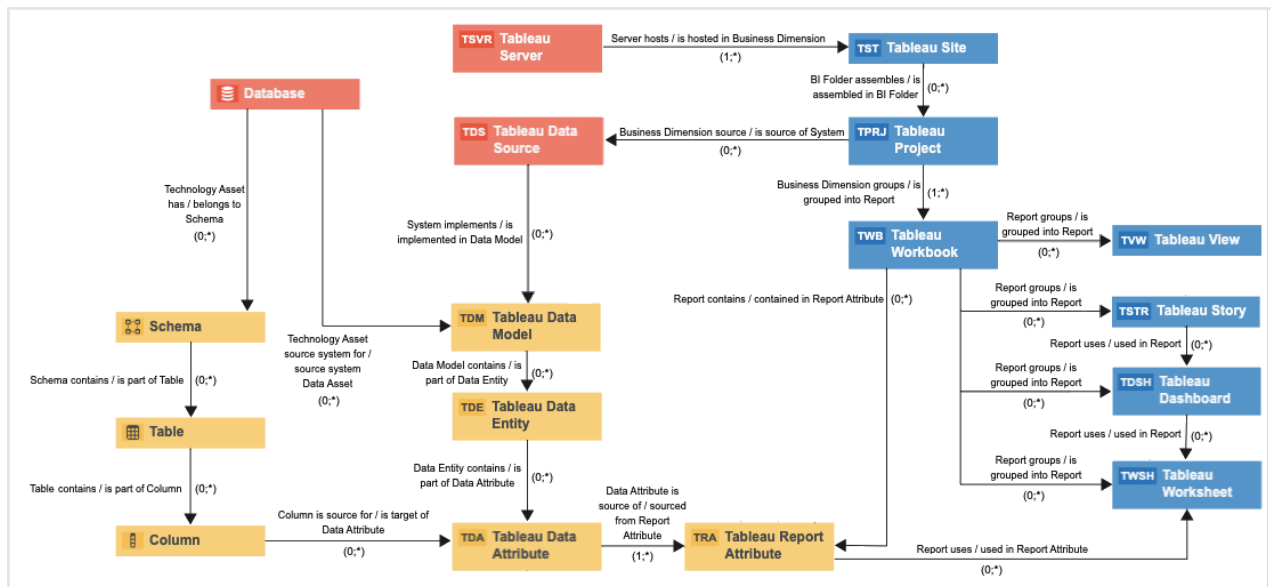 TSVR Tableau
Server
Server hosts / is hosted in Business Dimension
(1;*)
TST Tableau Site
BI Folder assembles / is
assembled in BI Folder
(0;*)
Database
TDS Tableau Data
Source
Business Dimension source / is source of System
(0;*)
TPRJ Tableau
Project
Technology Asset
has / belongs to
Schema
(0;*)
System implements / is
implemented in Data Model
(0;*)
Business Dimension groups / is
grouped into Report
(1;*)
TWB Tableau
Workbook
Report groups / is
grouped into Report
(0;*)
TVW Tableau View
Report contains / contained in Report Attribute
(0;*)
Report groups / is
grouped into Report
(0;*)
TSTR Tableau Story
Schema
Technology Asset
source system for /
source system
Data Asset
(0;*)
TDM Tableau Data
Model
Report uses / used in Report
(0;*)
Schema contains / is part of Table
(0;*)
Data Model contains / is
part of Data Entity
(0;*)
Report groups / is
grouped into Report
(0;*)
TDSH Tableau
Dashboard
Table
TDE Tableau Data
Entity
Report uses / used in Report
(0;*)
Table contains / is part of Column
(0;*)
Data Entity contains / is
part of Data Attribute
(0;*)
Report groups / is
grouped into Report
(0;*)
TWSH Tableau
Worksheet
Column
Column is source for / is target of
Data Attribute
(0;*)
TDA Tableau Data
Attribute
Data Attribute is
source of / sourced
from Report
Attribute
(1;*)
TRA Tableau Report
Attribute
Report uses / used in Report Attribute
(0;*)